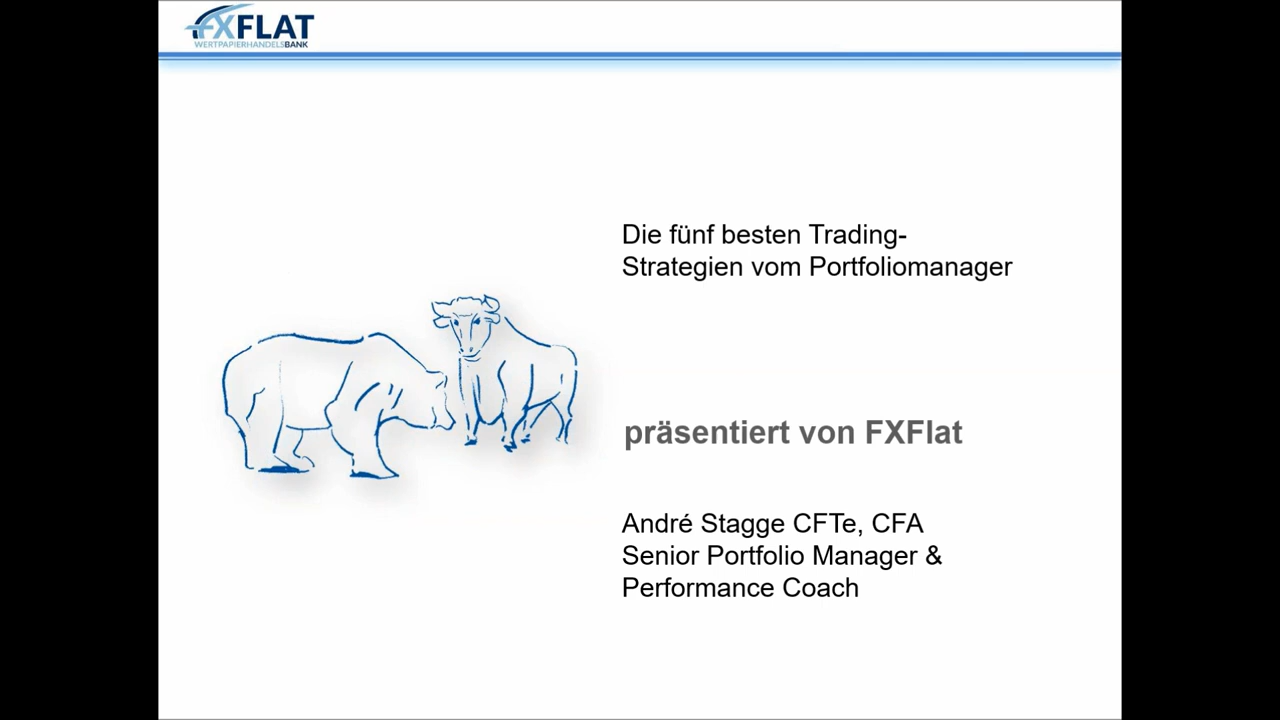 FXFLAT
WERTPAPIERHANDELSBANK
Die fünf besten Trading-
Strategien vom Portfoliomanager
präsentiert von FXFlat
André Stagge CFTe, CFA
Senior Portfolio Manager &
Performance Coach